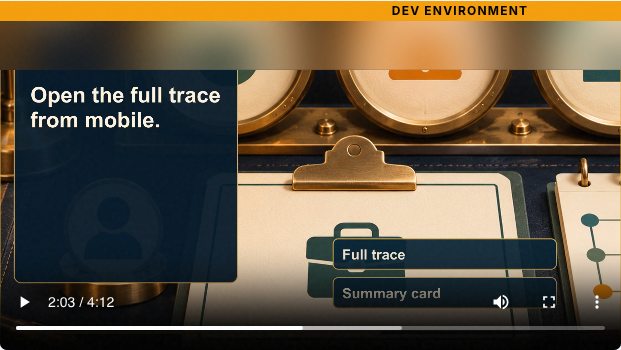 DEV ENVIRONMENT
Open the full trace
from mobile.
Full trace
Summary card
2:03 / 4:12